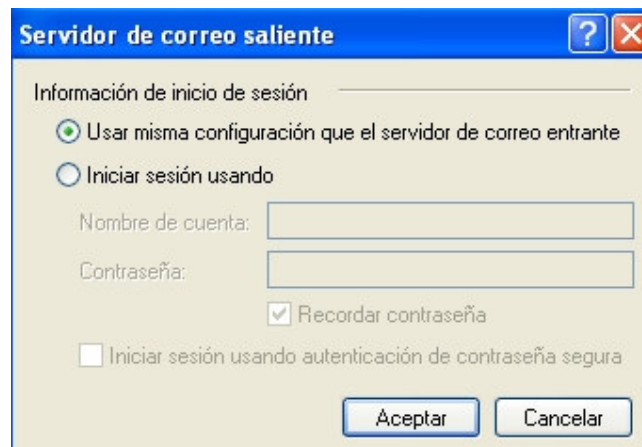 Servidor de correo saliente
Información de inicio de sesión
Usar misma configuración que el servidor de correo entrante
Iniciar sesión usando
Nombre de cuenta:
Contraseña:
Recordar contraseña
Iniciar sesión usando autenticación de contraseña segura
Aceptar Cancelar